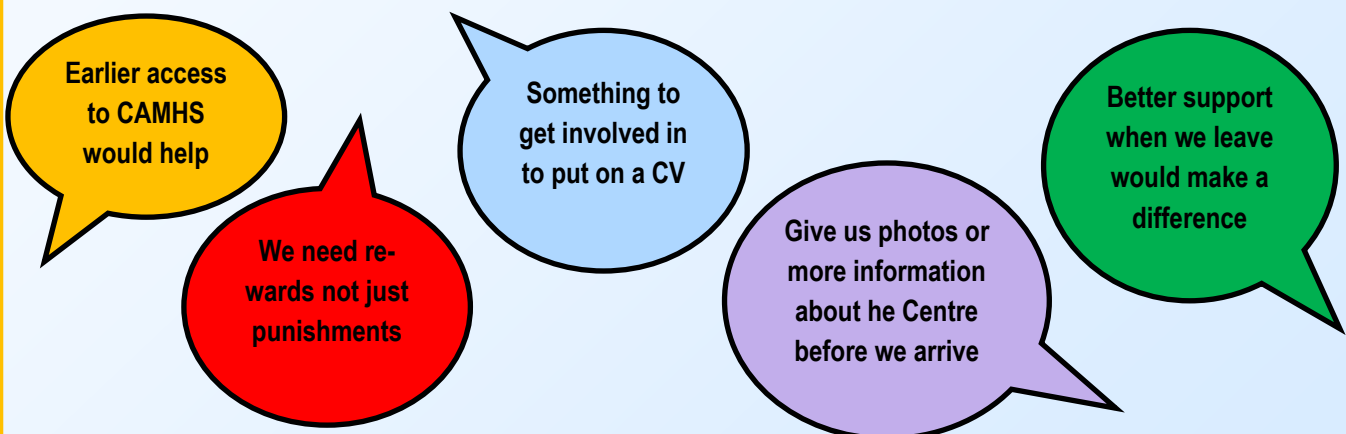 Earlier access
to CAMHS
would help
We need re-
wards not just
punishments
Something to
get involved in
to put on a CV
Give us photos or
more information
about he Centre
before we arrive
Better support
when we leave
would make a
difference